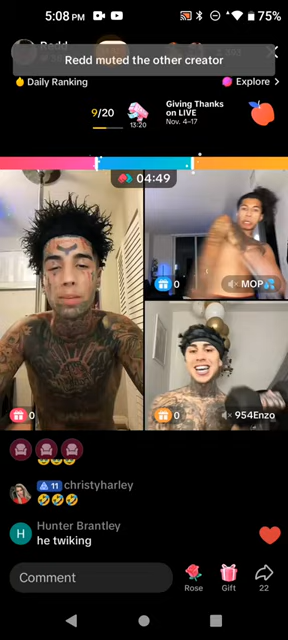 5:08 PM
75%
Redd muted the other creator
Daily Ranking
Explore >
9/20
13:20
Giving Thanks
on LIVE
Nov. 4-17
04:49
0
MOP💦
0
0
954Enzo
😂😂😂
11 christyharley
🤣🤣🤣
H
Hunter Brantley
he twiking
❤️
Comment
Rose
Gift
22